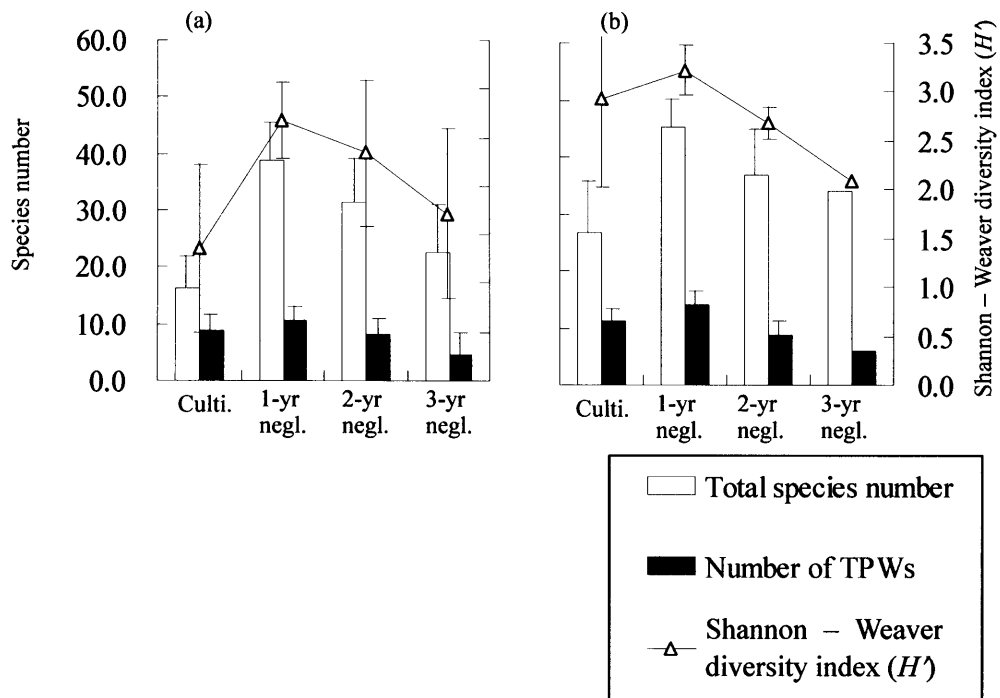 (a)
(b)
60.0
50.0
40.0
30.0
20.0
10.0
0.0
Species number
3.5
3.0
2.5
2.0
1.5
1.0
0.5
0.0
Shannon – Weaver diversity index (H′)
Culti.
1-yr negl.
2-yr negl.
3-yr negl.
Culti.
1-yr negl.
2-yr negl.
3-yr negl.
Total species number
Number of TPWs
Shannon – Weaver
diversity index (H′)